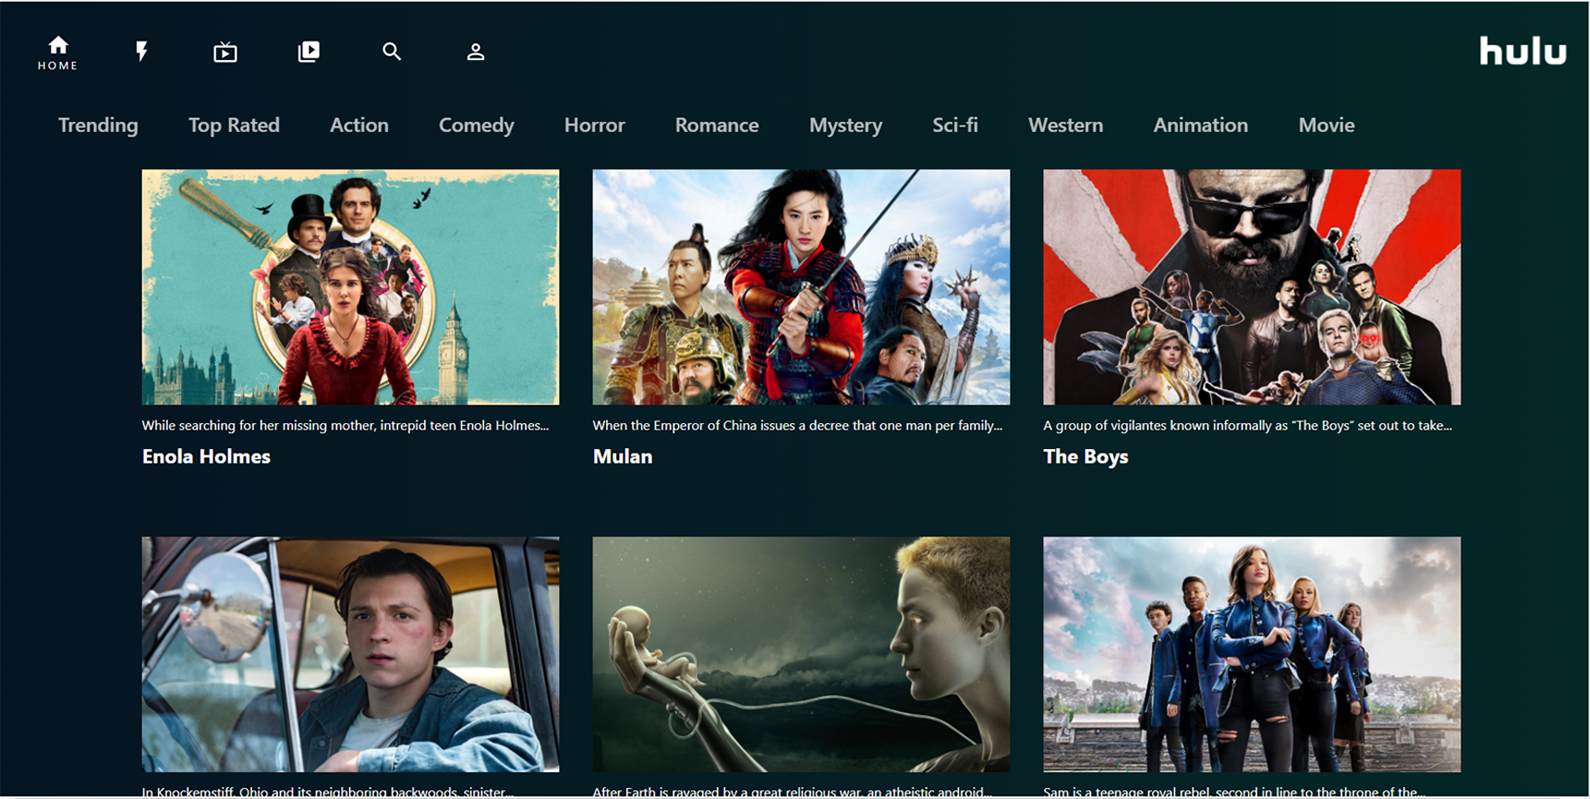 HOME
hulu
Trending Top Rated Action Comedy Horror Romance Mystery Sci-fi Western Animation Movie
While searching for her missing mother, intrepid teen Enola Holmes...
Enola Holmes
When the Emperor of China issues a decree that one man per family...
Mulan
A group of vigilantes known informally as “The Boys” set out to take...
The Boys
In Knockemstiff, Ohio and its neighboring backwoods, sinister...
After Earth is ravaged by a great religious war, an atheistic android...
Sam is a teenage royal rebel, second in line to the throne of the...